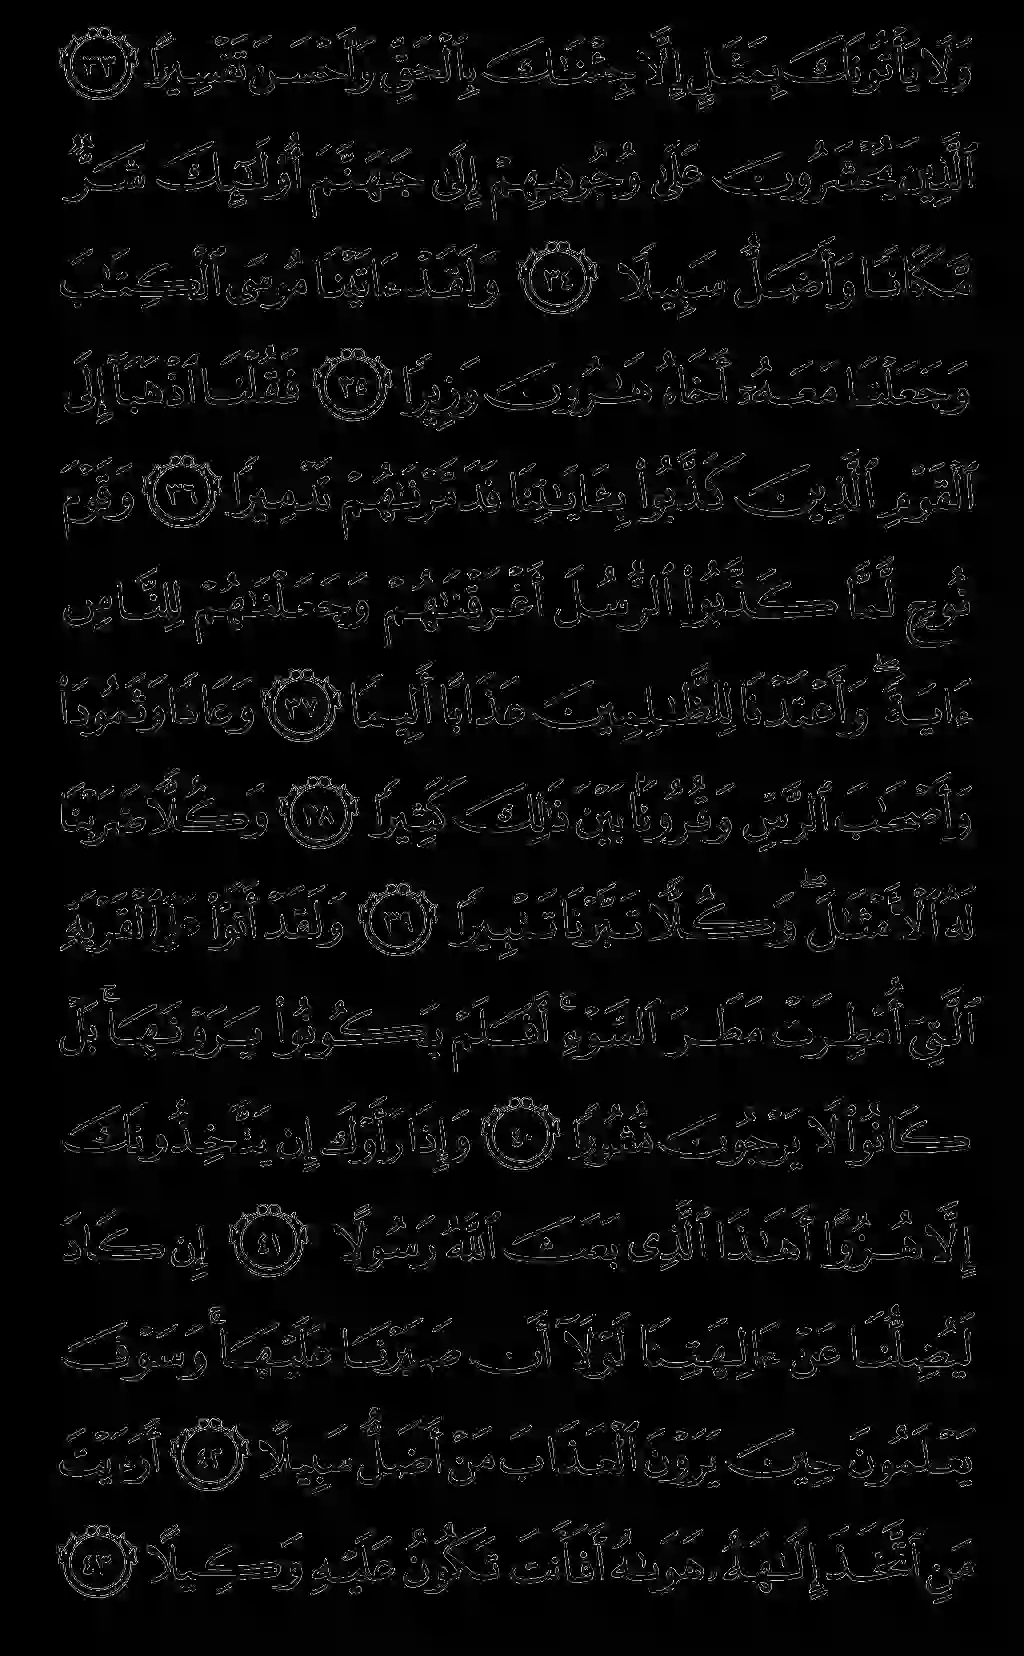 وَلَا يَأْتُونَكَ بِمَثَلٍ إِلَّا جِئْنَٰكَ بِٱلْحَقِّ وَأَحْسَنَ تَفْسِيرًا ٣٣
ٱلَّذِينَ يُحْشَرُونَ عَلَىٰ وُجُوهِهِمْ إِلَىٰ جَهَنَّمَ أُو۟لَٰٓئِكَ شَرٌّ
مَّكَانًا وَأَضَلُّ سَبِيلًا ٣٤ وَلَقَدْ ءَاتَيْنَا مُوسَى ٱلْكِتَٰبَ
وَجَعَلْنَا مَعَهُۥٓ أَخَاهُ هَٰرُونَ وَزِيرًا ٣٥ فَقُلْنَا ٱذْهَبَآ إِلَى
ٱلْقَوْمِ ٱلَّذِينَ كَذَّبُوا۟ بِـَٔايَٰتِنَا فَدَمَّرْنَٰهُمْ تَدْمِيرًا ٣٦ وَقَوْمَ
نُوحٍ لَّمَّا كَذَّبُوا۟ ٱلرُّسُلَ أَغْرَقْنَٰهُمْ وَجَعَلْنَٰهُمْ لِلنَّاسِ
ءَايَةً ۖ وَأَعْتَدْنَا لِلظَّٰلِمِينَ عَذَابًا أَلِيمًا ٣٧ وَعَادًا وَثَمُودَا۟
وَأَصْحَٰبَ ٱلرَّسِّ وَقُرُونًۢا بَيْنَ ذَٰلِكَ كَثِيرًا ٣٨ وَكُلًّا ضَرَبْنَا
لَهُ ٱلْأَمْثَٰلَ ۖ وَكُلًّا تَبَّرْنَا تَتْبِيرًا ٣٩ وَلَقَدْ أَتَوْا۟ عَلَى ٱلْقَرْيَةِ
ٱلَّتِىٓ أُمْطِرَتْ مَطَرَ ٱلسَّوْءِ ۚ أَفَلَمْ يَكُونُوا۟ يَرَوْنَهَا ۚ بَلْ
كَانُوا۟ لَا يَرْجُونَ نُشُورًا ٤٠ وَإِذَا رَأَوْكَ إِن يَتَّخِذُونَكَ
إِلَّا هُزُوًا أَهَٰذَا ٱلَّذِى بَعَثَ ٱللَّهُ رَسُولًا ٤١ إِن كَادَ
لَيُضِلُّنَا عَنْ ءَالِهَتِنَا لَوْلَآ أَن صَبَرْنَا عَلَيْهَا ۚ وَسَوْفَ
يَعْلَمُونَ حِينَ يَرَوْنَ ٱلْعَذَابَ مَنْ أَضَلُّ سَبِيلًا ٤٢ أَرَءَيْتَ
مَنِ ٱتَّخَذَ إِلَٰهَهُۥ هَوَىٰهُ أَفَأَنتَ تَكُونُ عَلَيْهِ وَكِيلًا ٤٣